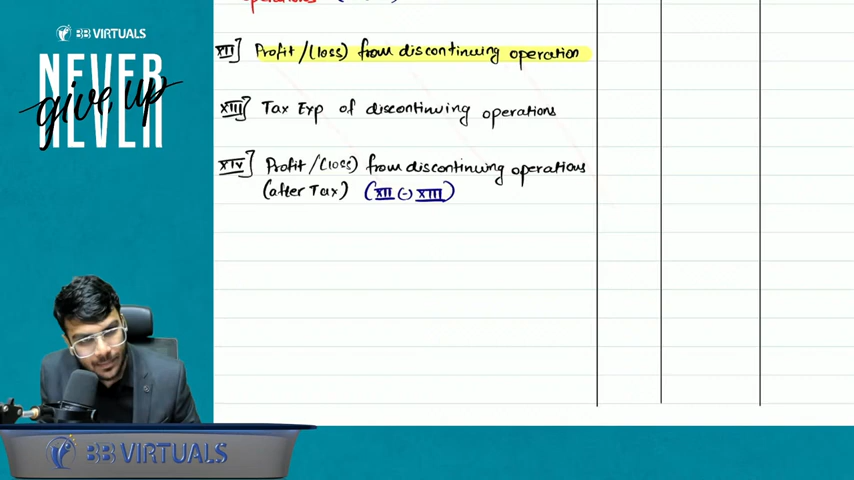 BB VIRTUALS
NEVER
give up
NEVER
operations
XII] Profit/(loss) from discontinuing operation
XIII] Tax Exp of discontinuing operations
XIV] Profit/(loss) from discontinuing operations
(after Tax) (XII (-) XIII)
BB VIRTUALS